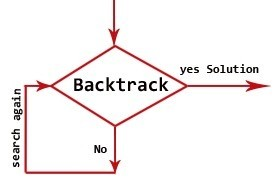 yes Solution
Backtrack
search again
No